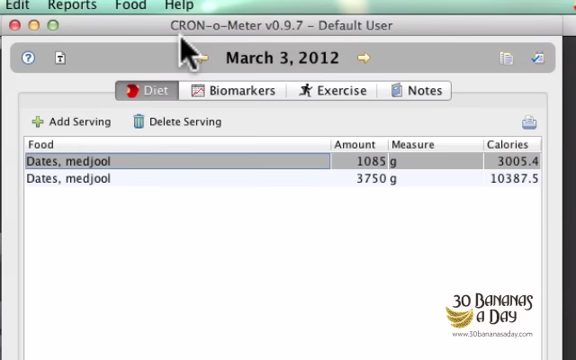 Edit Reports Food Help
CRON-o-Meter v0.9.7 – Default User
March 3, 2012
Diet Biomarkers Exercise Notes
Add Serving Delete Serving
Food Amount Measure Calories
Dates, medjool 1085 g 3005.4
Dates, medjool 3750 g 10387.5
30 BANANAS
A DAY
www.30bananasaday.com